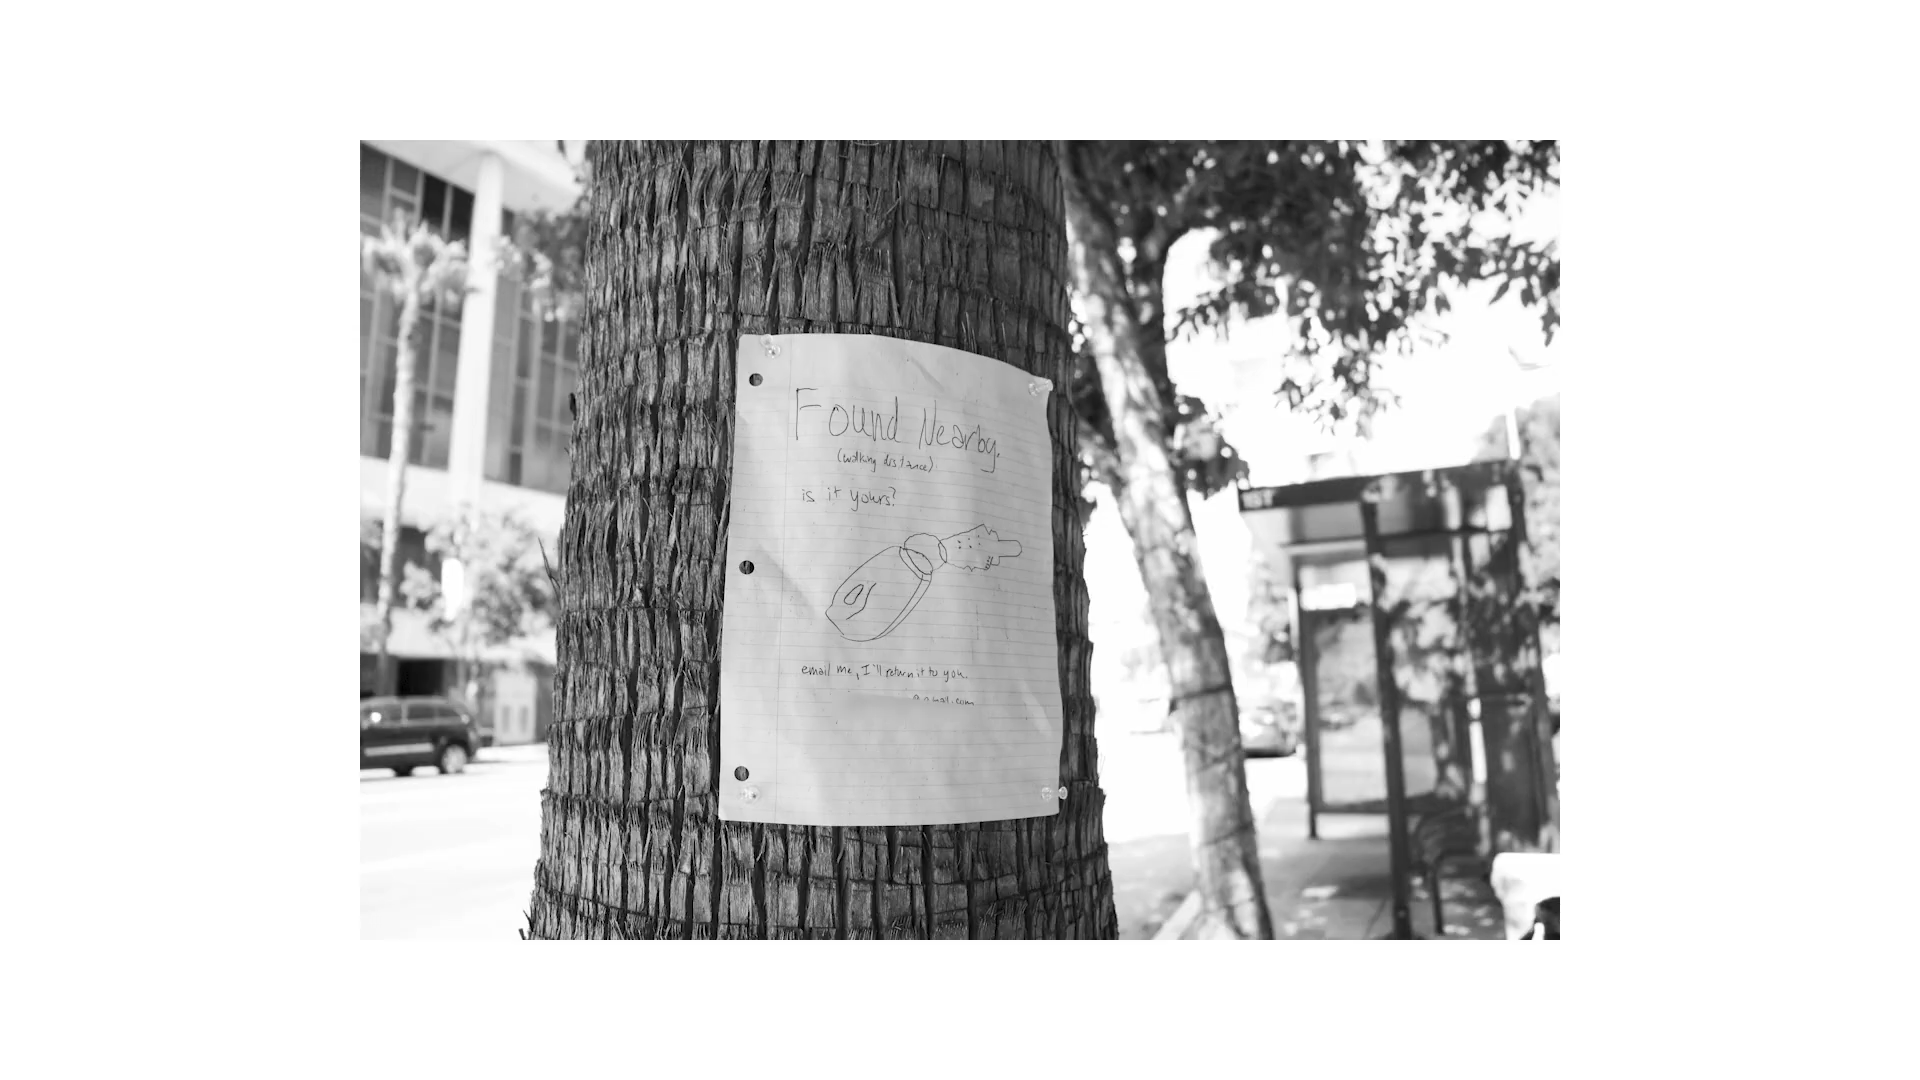 Found Nearby.
(walking distance)
is it yours?
email me, I'll return it to you.